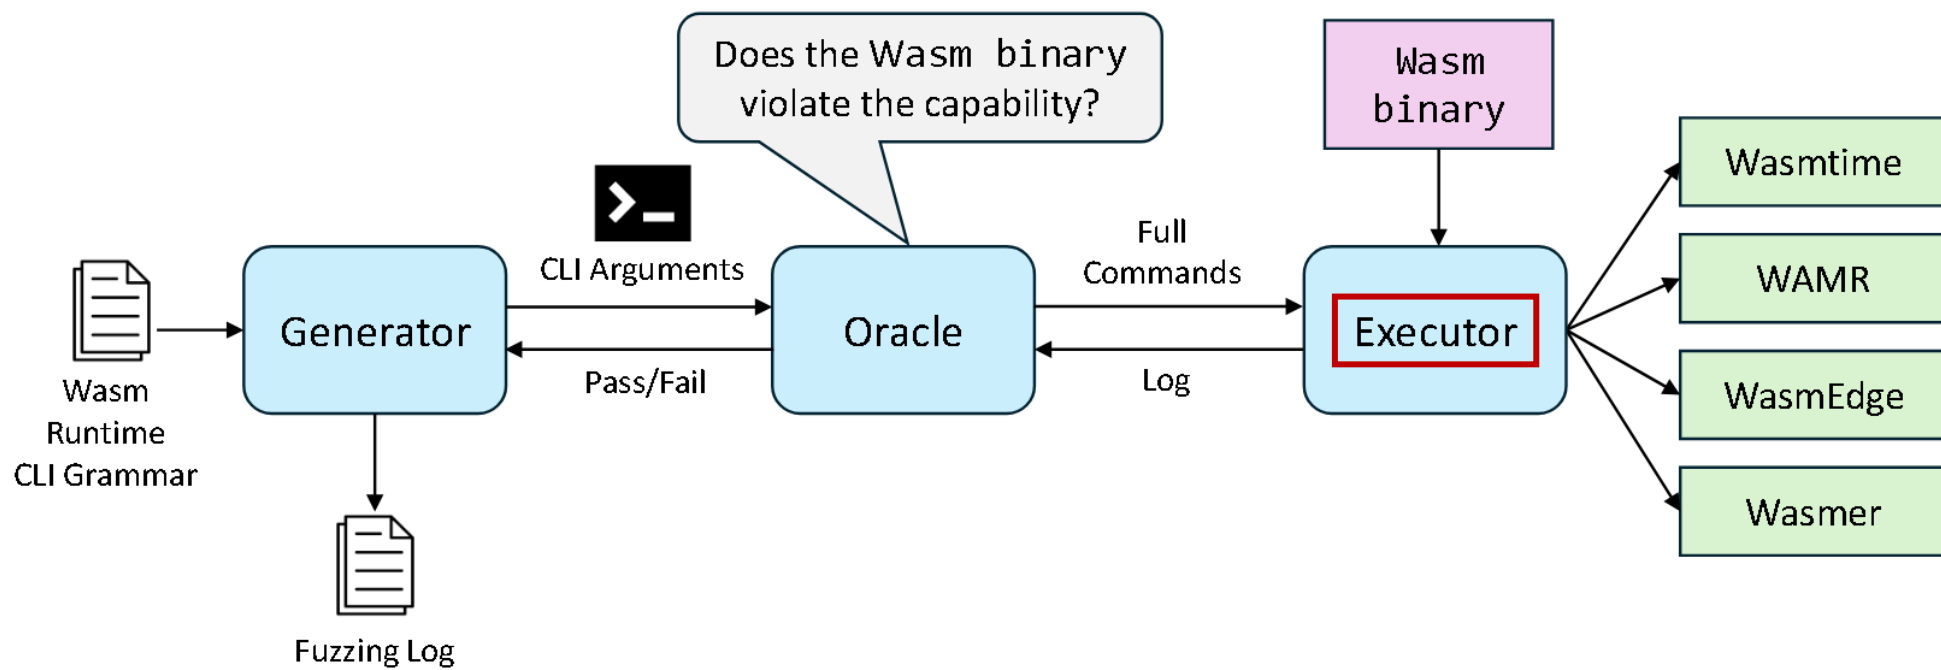 Does the Wasm binary
violate the capability?
Wasm
binary
Wasmtime
WAMR
WasmEdge
Wasmer
Full
Commands
CLI Arguments
Generator
Oracle
Executor
Pass/Fail
Log
Wasm
Runtime
CLI Grammar
Fuzzing Log